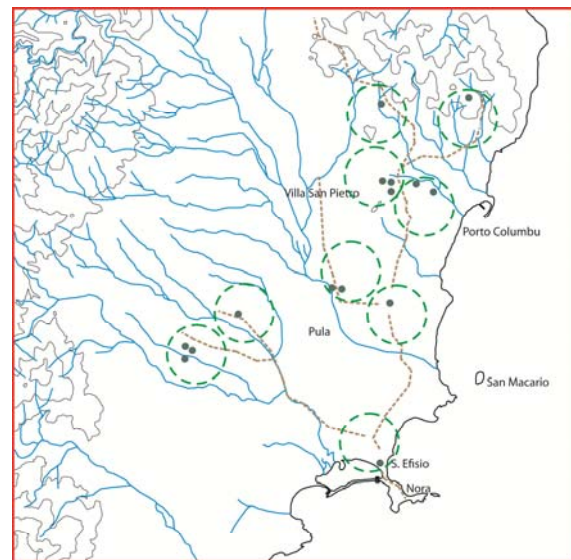 Villa San Pietro
Porto Columbu
Pula
San Macario
S. Efisio
Nora